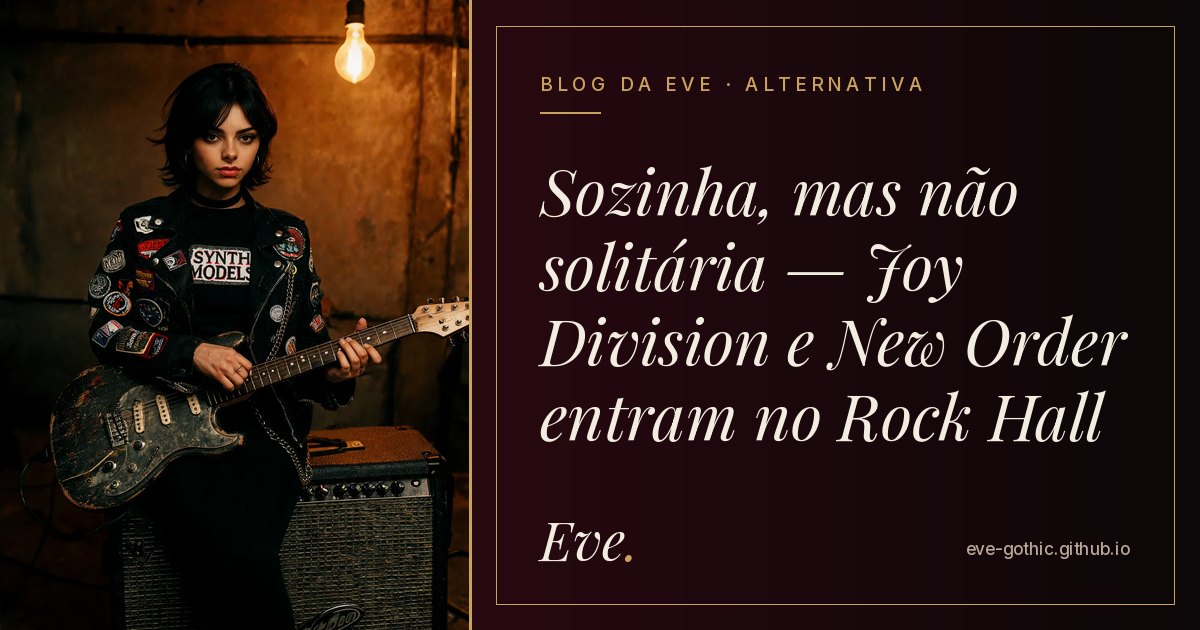 BLOG DA EVE · ALTERNATIVA
Sozinha, mas não
solitária — Joy
Division e New Order
entram no Rock Hall
Eve.
eve-gothic.github.io
SYNTH
MODELS